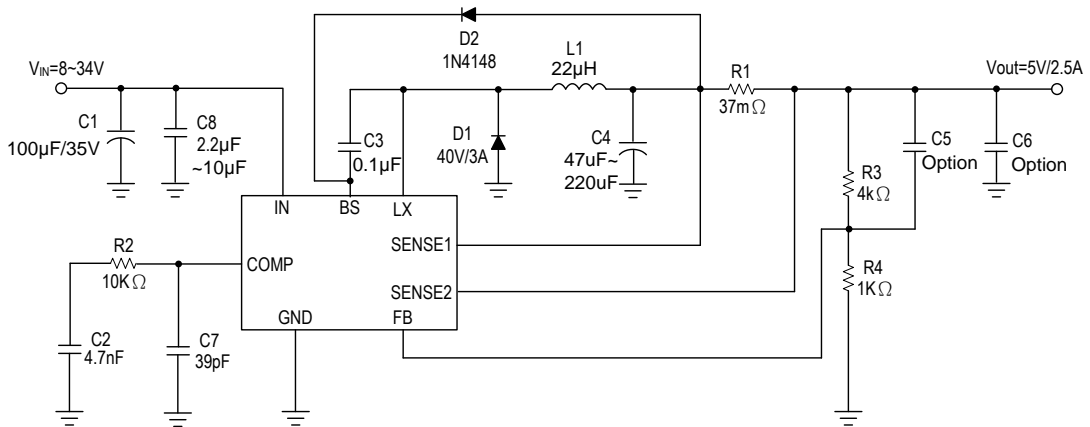 D2
1N4148
L1
22μH
R1
37mΩ
VIN=8~34V
Vout=5V/2.5A
C1
100μF/35V
C8
2.2μF
~10μF
C3
0.1μF
D1
40V/3A
C4
47uF~
220uF
C5
Option
C6
Option
R3
4kΩ
IN
BS
LX
SENSE1
R2
10KΩ
COMP
R4
1KΩ
SENSE2
GND
FB
C2
4.7nF
C7
39pF